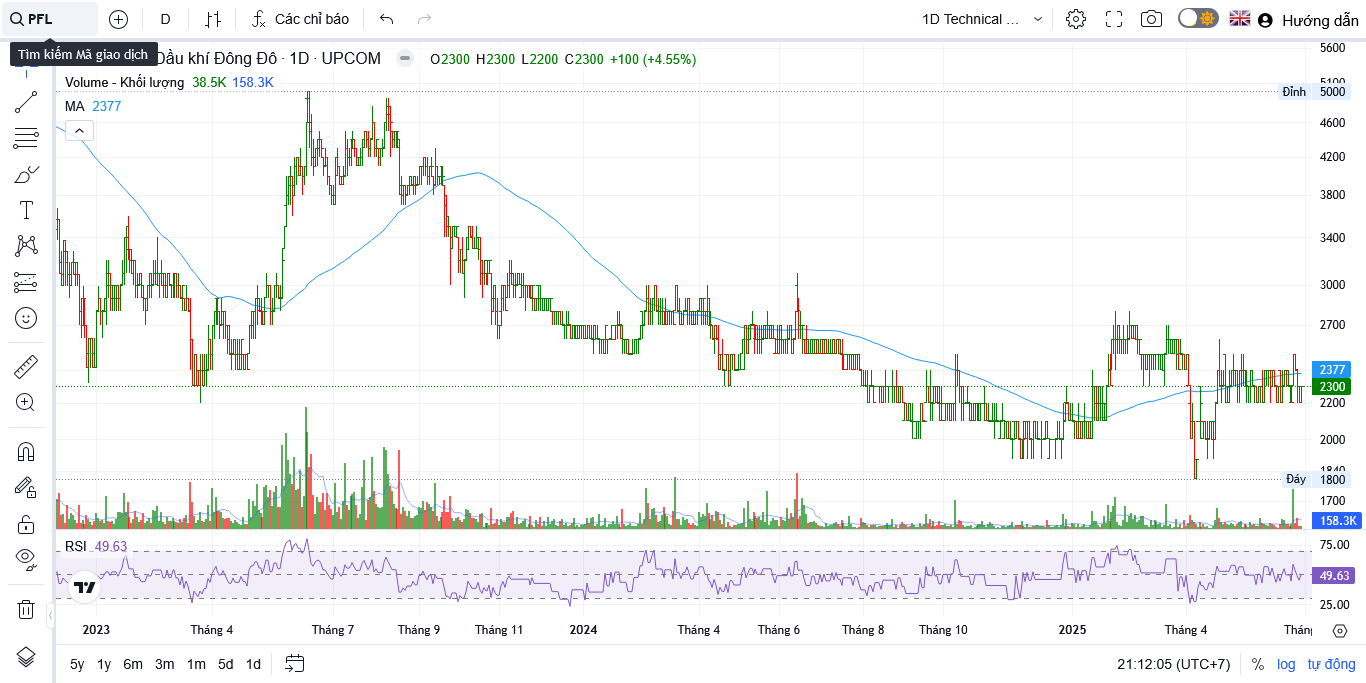 PFL
D
Các chỉ báo
1D Technical ...
Hướng dẫn
Tìm kiếm Mã giao dịch
Dầu khí Đông Đô · 1D · UPCOM
O2300 H2300 L2200 C2300 +100 (+4.55%)
Volume - Khối lượng 38.5K 158.3K
MA 2377
5600
5100
Đỉnh 5000
4600
4200
3800
3400
3000
2700
2377
2300
2200
2000
1840
Đáy 1800
1700
158.3K
RSI 49.63
75.00
49.63
25.00
2023 Tháng 4 Tháng 7 Tháng 9 Tháng 11 2024 Tháng 4 Tháng 6 Tháng 8 Tháng 10 2025 Tháng 4 Tháng
5y 1y 6m 3m 1m 5d 1d
21:12:05 (UTC+7) % log tự động